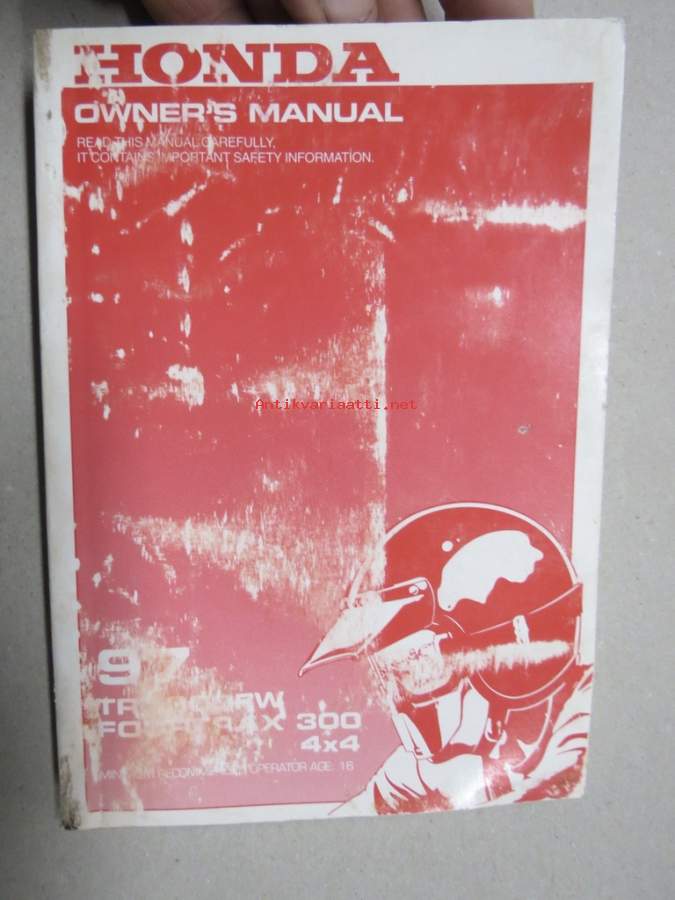 HONDA
OWNER'S MANUAL
READ THIS MANUAL CAREFULLY,
IT CONTAINS IMPORTANT SAFETY INFORMATION.
Antikvariaatti.net
97
300
4x4
OPERATOR AGE: 16